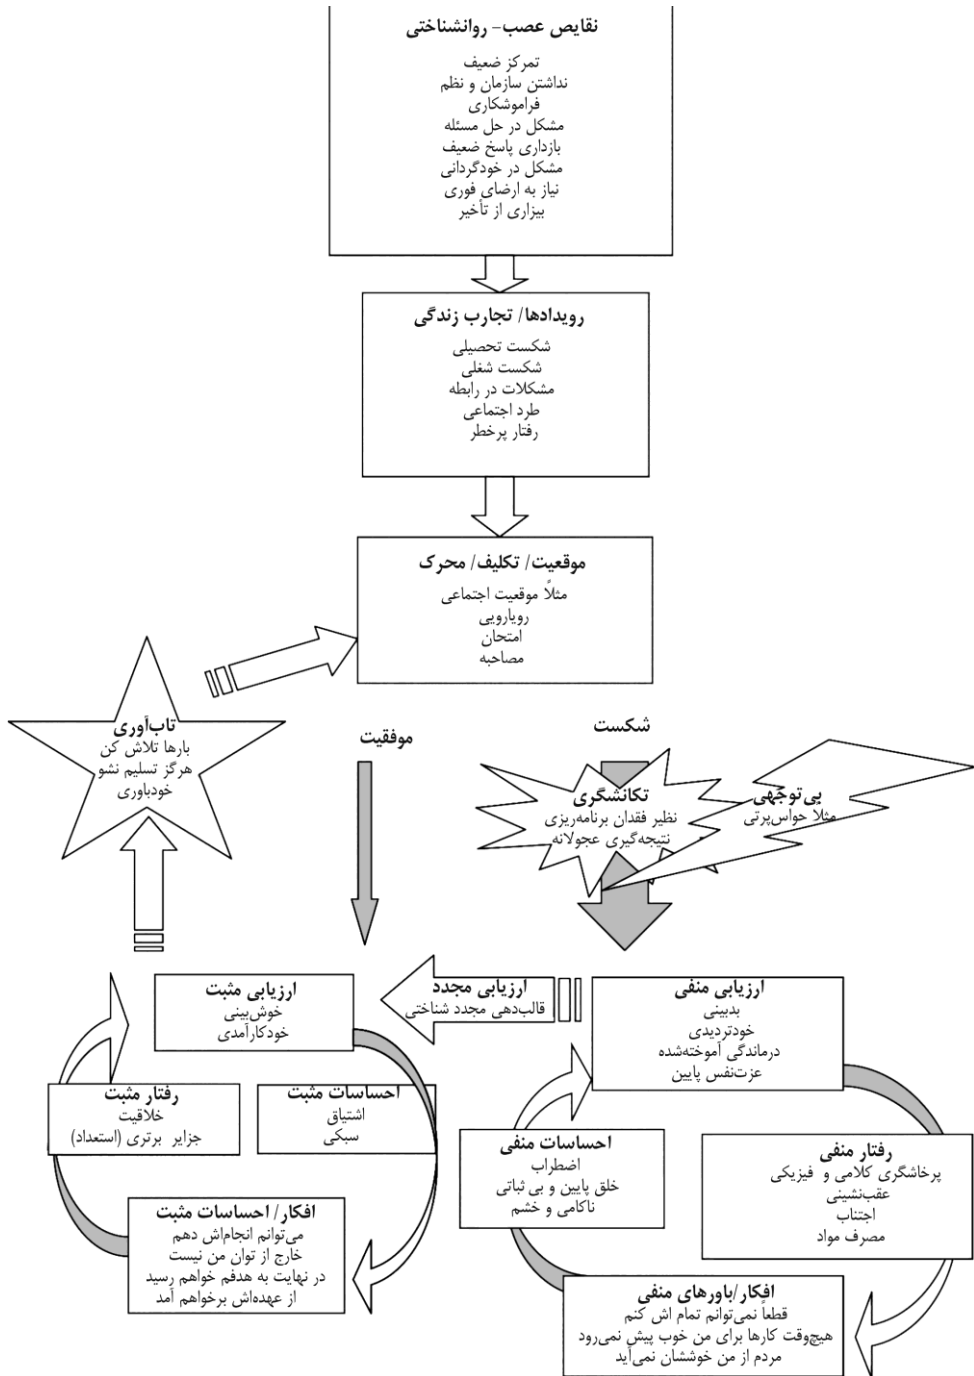 نقایص عصب- روانشناختی
تمرکز ضعیف
نداشتن سازمان و نظم
فراموشکاری
مشکل در حل مسئله
بازداری پاسخ ضعیف
مشکل در خودگردانی
نیاز به ارضای فوری
بیزاری از تأخیر
رویدادها/ تجارب زندگی
شکست تحصیلی
شکست شغلی
مشکلات در رابطه
طرد اجتماعی
رفتار پرخطر
موقعیت/ تکلیف/ محرک
مثلاً موقعیت اجتماعی
رویارویی
امتحان
مصاحبه
شکست
موفقیت
تاب‌آوری
بارها تلاش کن
هرگز تسلیم نشو
خودباوری
بی‌توجهی
مثلا حواس‌پرتی
تکانشگری
نظیر فقدان برنامه‌ریزی
نتیجه‌گیری عجولانه
ارزیابی منفی
بدبینی
خودتردیدی
درماندگی آموخته‌شده
عزت‌نفس پایین
ارزیابی مجدد
قالب‌دهی مجدد شناختی
ارزیابی مثبت
خوش‌بینی
خودکارآمدی
احساسات مثبت
اشتیاق
سبکی
رفتار مثبت
خلاقیت
جزایر برتری (استعداد)
افکار/ احساسات مثبت
می‌توانم انجام‌اش دهم
خارج از توان من نیست
در نهایت به هدفم خواهم رسید
از عهده‌اش برخواهم آمد
رفتار منفی
پرخاشگری کلامی و فیزیکی
عقب‌نشینی
اجتناب
مصرف مواد
احساسات منفی
اضطراب
خلق پایین و بی ثباتی
ناکامی و خشم
افکار/باورهای منفی
قطعاً نمی‌توانم تمام اش کنم
هیچ‌وقت کارها برای من خوب پیش نمی‌رود
مردم از من خوششان نمی‌آید